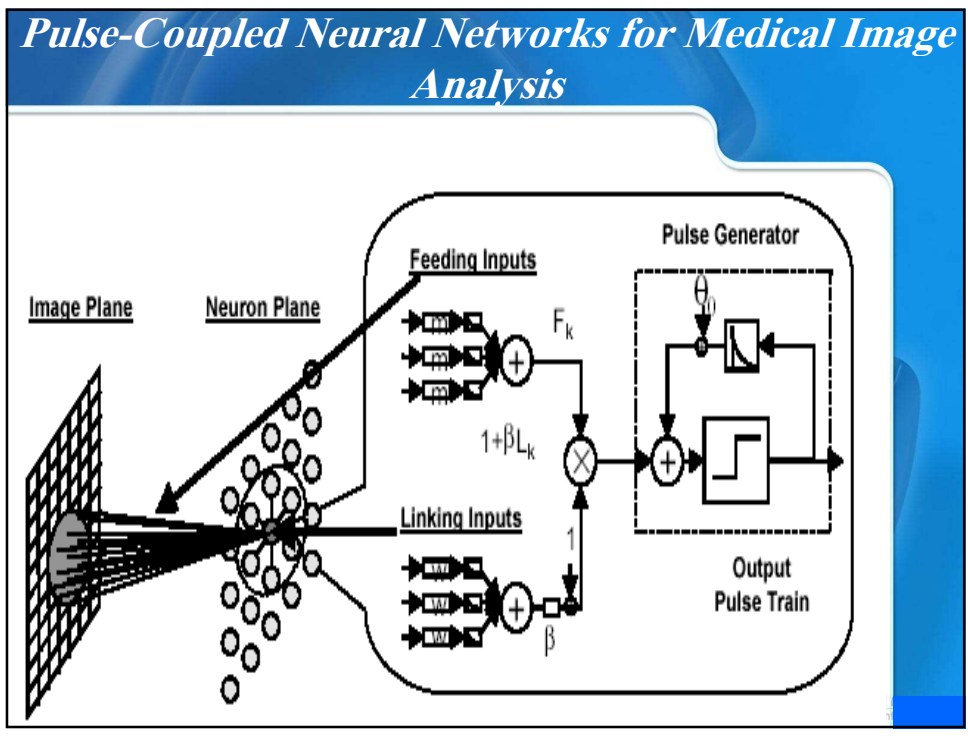 Pulse-Coupled Neural Networks for Medical Image
Analysis
Pulse Generator
Feeding Inputs
Image Plane
Neuron Plane
θ0
Fk
m
m
m
1+βLk
Linking Inputs
1
w
w
w
β
Output
Pulse Train